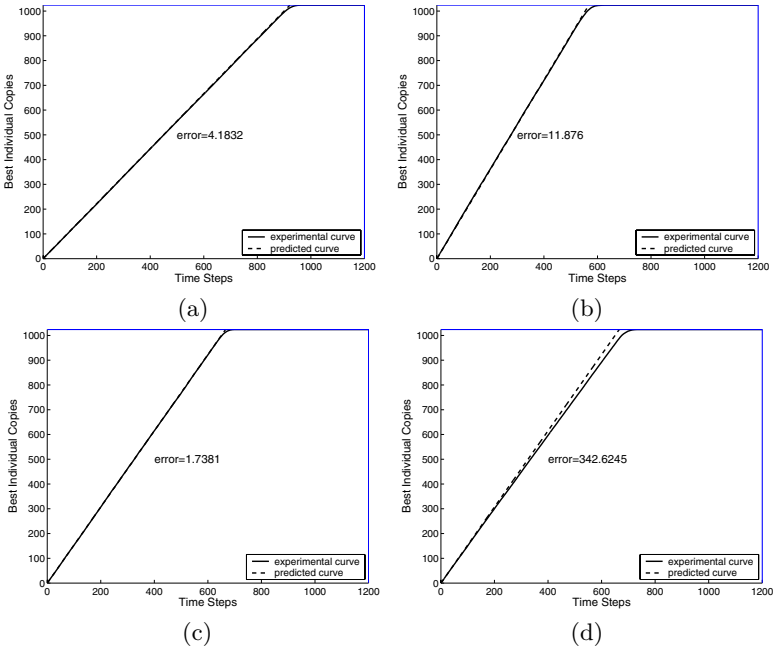 1000
900
800
700
600
500
400
300
200
100
0
Best Individual Copies
error=4.1832
experimental curve
predicted curve
0 200 400 600 800 1000 1200
Time Steps
(a)
1000
900
800
700
600
500
400
300
200
100
0
Best Individual Copies
error=11.876
experimental curve
predicted curve
0 200 400 600 800 1000 1200
Time Steps
(b)
1000
900
800
700
600
500
400
300
200
100
0
Best Individual Copies
error=1.7381
experimental curve
predicted curve
0 200 400 600 800 1000 1200
Time Steps
(c)
1000
900
800
700
600
500
400
300
200
100
0
Best Individual Copies
error=342.6245
experimental curve
predicted curve
0 200 400 600 800 1000 1200
Time Steps
(d)